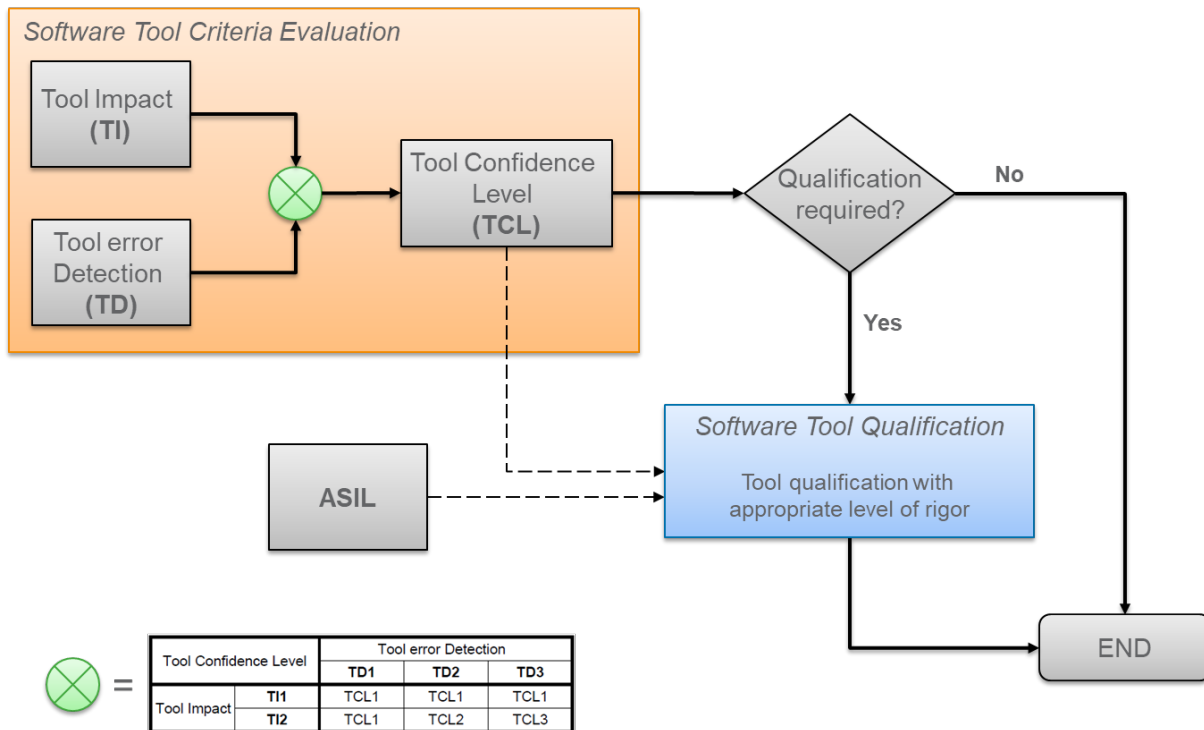 Software Tool Criteria Evaluation
Tool Impact
(TI)
Tool error
Detection
(TD)
Tool Confidence
Level
(TCL)
Qualification
required?
No
Yes
Software Tool Qualification
Tool qualification with
appropriate level of rigor
ASIL
END
=
Tool Confidence Level Tool error Detection
TD1 TD2 TD3
Tool Impact TI1 TCL1 TCL1 TCL1
TI2 TCL1 TCL2 TCL3